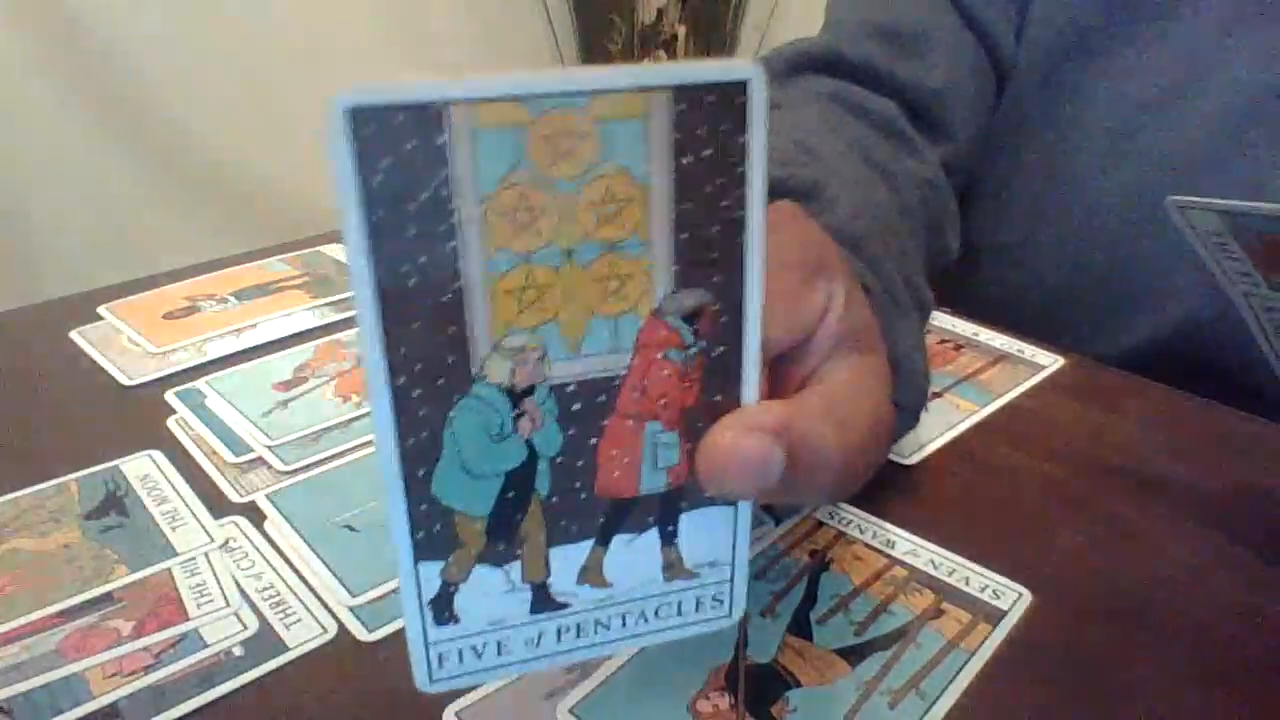 FIVE of PENTACLES
SEVEN of WANDS
THE MOON
THREE of CUPS